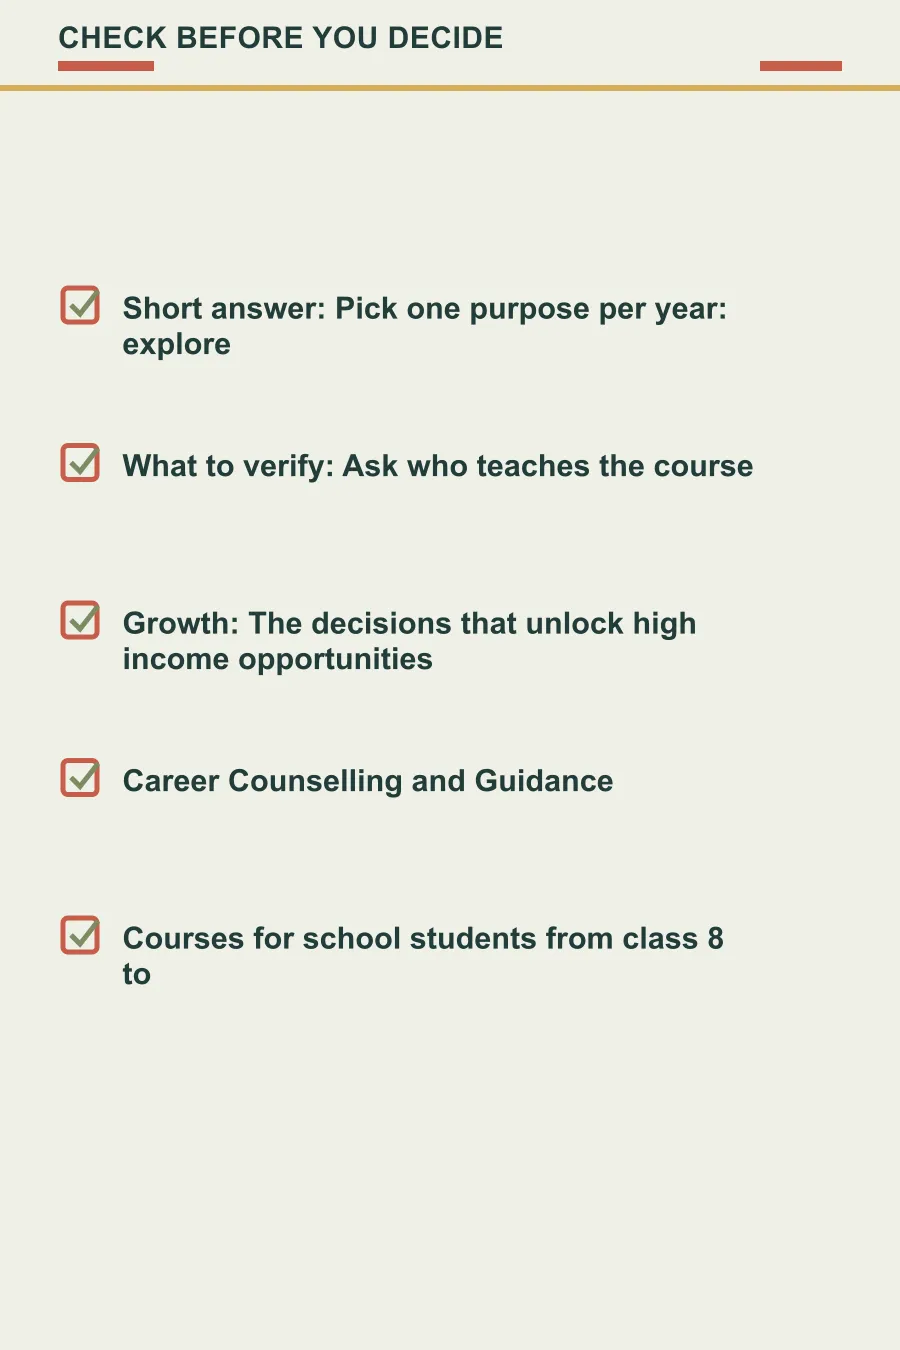 CHECK BEFORE YOU DECIDE
Short answer: Pick one purpose per year:
explore
What to verify: Ask who teaches the course
Growth: The decisions that unlock high
income opportunities
Career Counselling and Guidance
Courses for school students from class 8
to